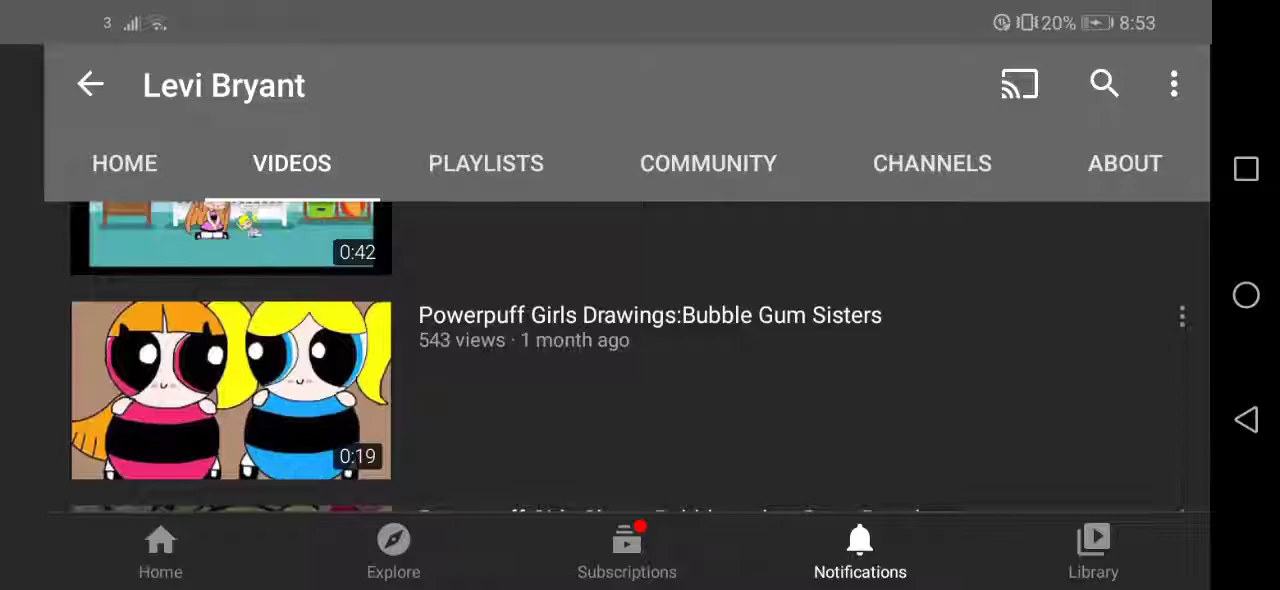 3 20% 8:53
Levi Bryant
HOME VIDEOS PLAYLISTS COMMUNITY CHANNELS ABOUT
0:42
Powerpuff Girls Drawings:Bubble Gum Sisters
543 views · 1 month ago
0:19
Home Explore Subscriptions Notifications Library